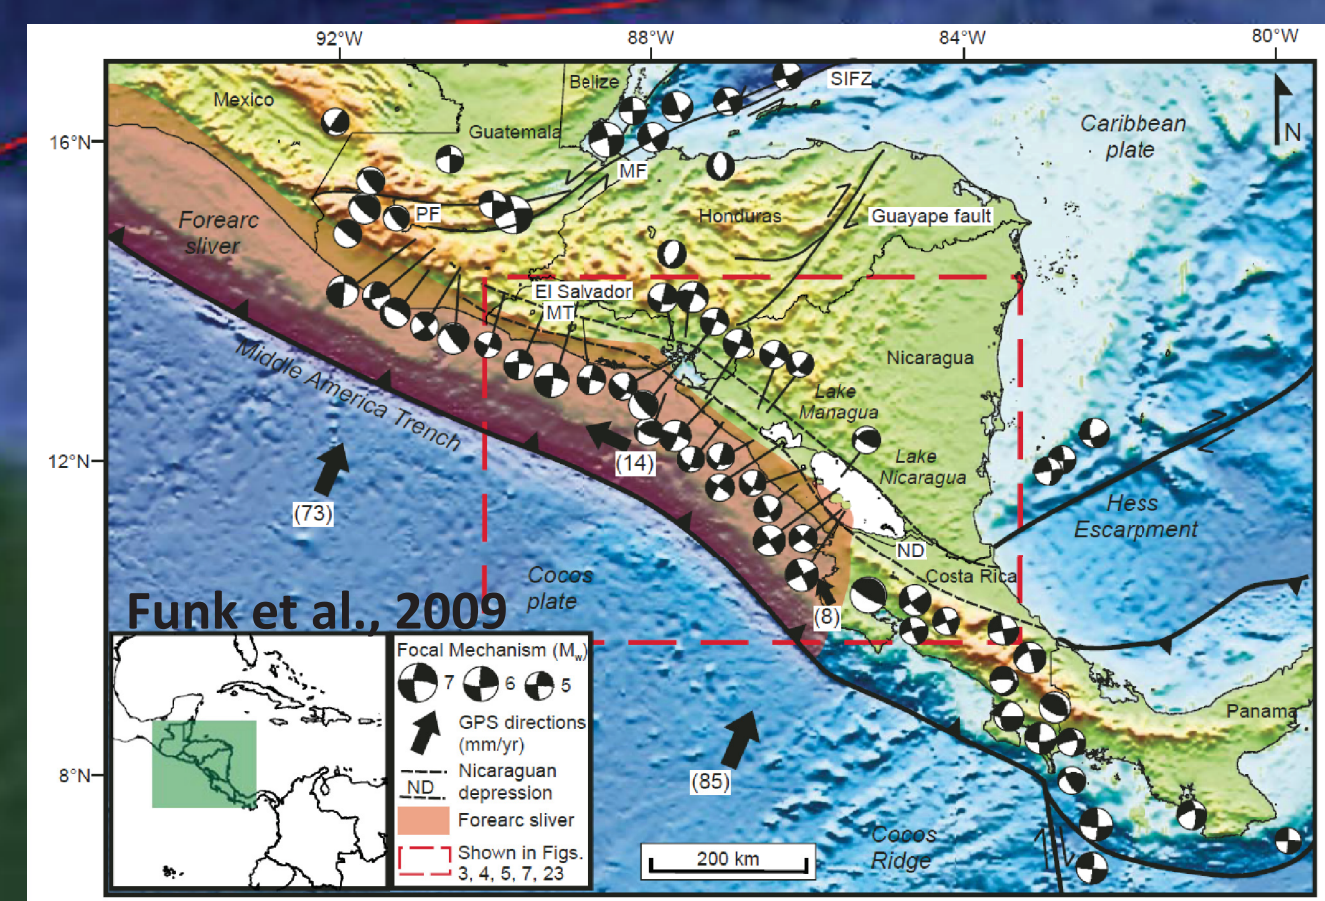 92°W
88°W
84°W
80°W
16°N
12°N
8°N
Mexico
Belize
SIFZ
Guatemala
Caribbean
plate
N
MF
PF
Honduras
Guayape fault
Forearc
sliver
El Salvador
MT
Nicaragua
Middle America Trench
Lake
Managua
Lake
Nicaragua
(14)
(73)
Hess
Escarpment
ND
Costa Rica
Cocos
plate
(8)
Funk et al., 2009
Panama
(85)
Cocos
Ridge
200 km
Focal Mechanism (Mw)
7 6 5
GPS directions
(mm/yr)
Nicaraguan
ND depression
Forearc sliver
Shown in Figs.
3, 4, 5, 7, 23